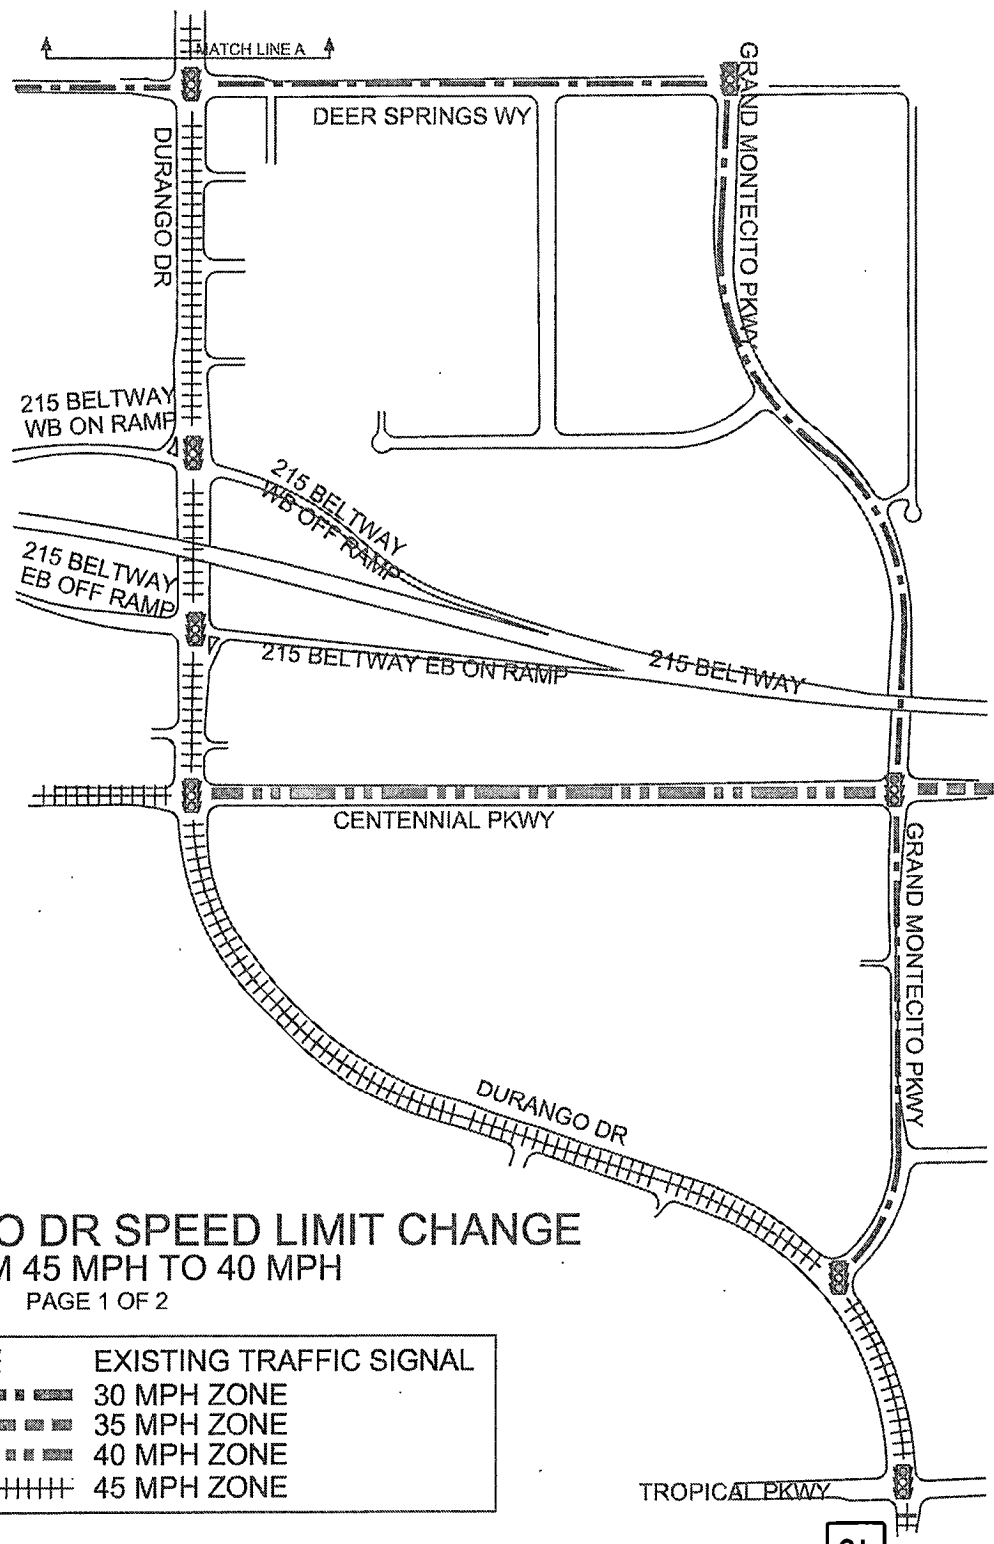 MATCH LINE A
GRAND MONTECITO PKWY
DEER SPRINGS WY
DURANGO DR
215 BELTWAY
WB ON RAMP
215 BELTWAY
WB OFF RAMP
215 BELTWAY
EB OFF RAMP
215 BELTWAY EB ON RAMP
215 BELTWAY
CENTENNIAL PKWY
GRAND MONTECITO PKWY
DURANGO DR
O DR SPEED LIMIT CHANGE
M 45 MPH TO 40 MPH
PAGE 1 OF 2
EXISTING TRAFFIC SIGNAL
30 MPH ZONE
35 MPH ZONE
40 MPH ZONE
45 MPH ZONE
TROPICAL PKWY